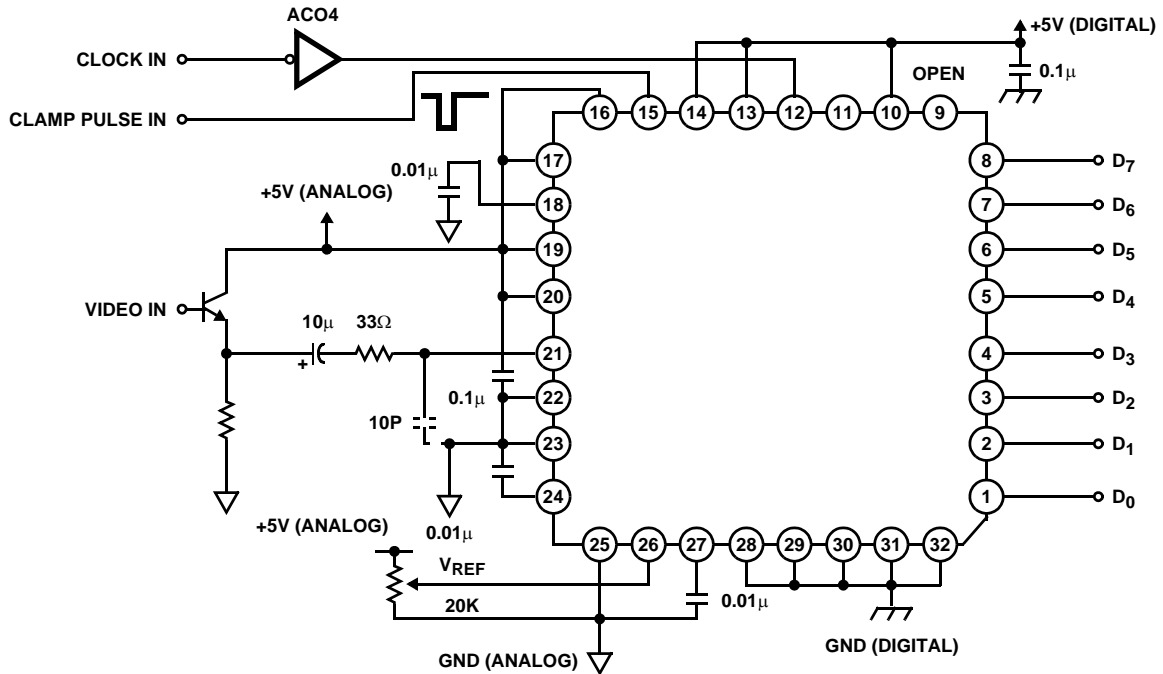 ACO4
CLOCK IN
+5V (DIGITAL)
OPEN
0.1μ
CLAMP PULSE IN
16 15 14 13 12 11 10 9
17
18
19
20
21
22
23
24
8 D7
7 D6
6 D5
5 D4
4 D3
3 D2
2 D1
1 D0
0.01μ
+5V (ANALOG)
VIDEO IN
10μ
33Ω
+
0.1μ
10P
0.01μ
+5V (ANALOG)
25 26 27 28 29 30 31 32
VREF
20K
0.01μ
GND (DIGITAL)
GND (ANALOG)